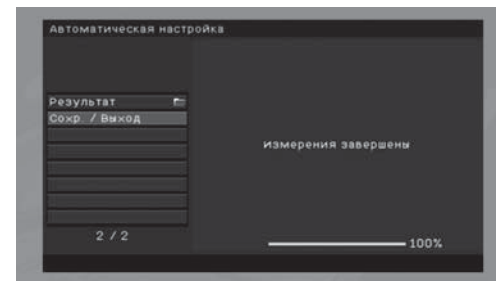 Автоматическая настройка
Результат
Сохр. / Выход
Измерения завершены
2 / 2
100%